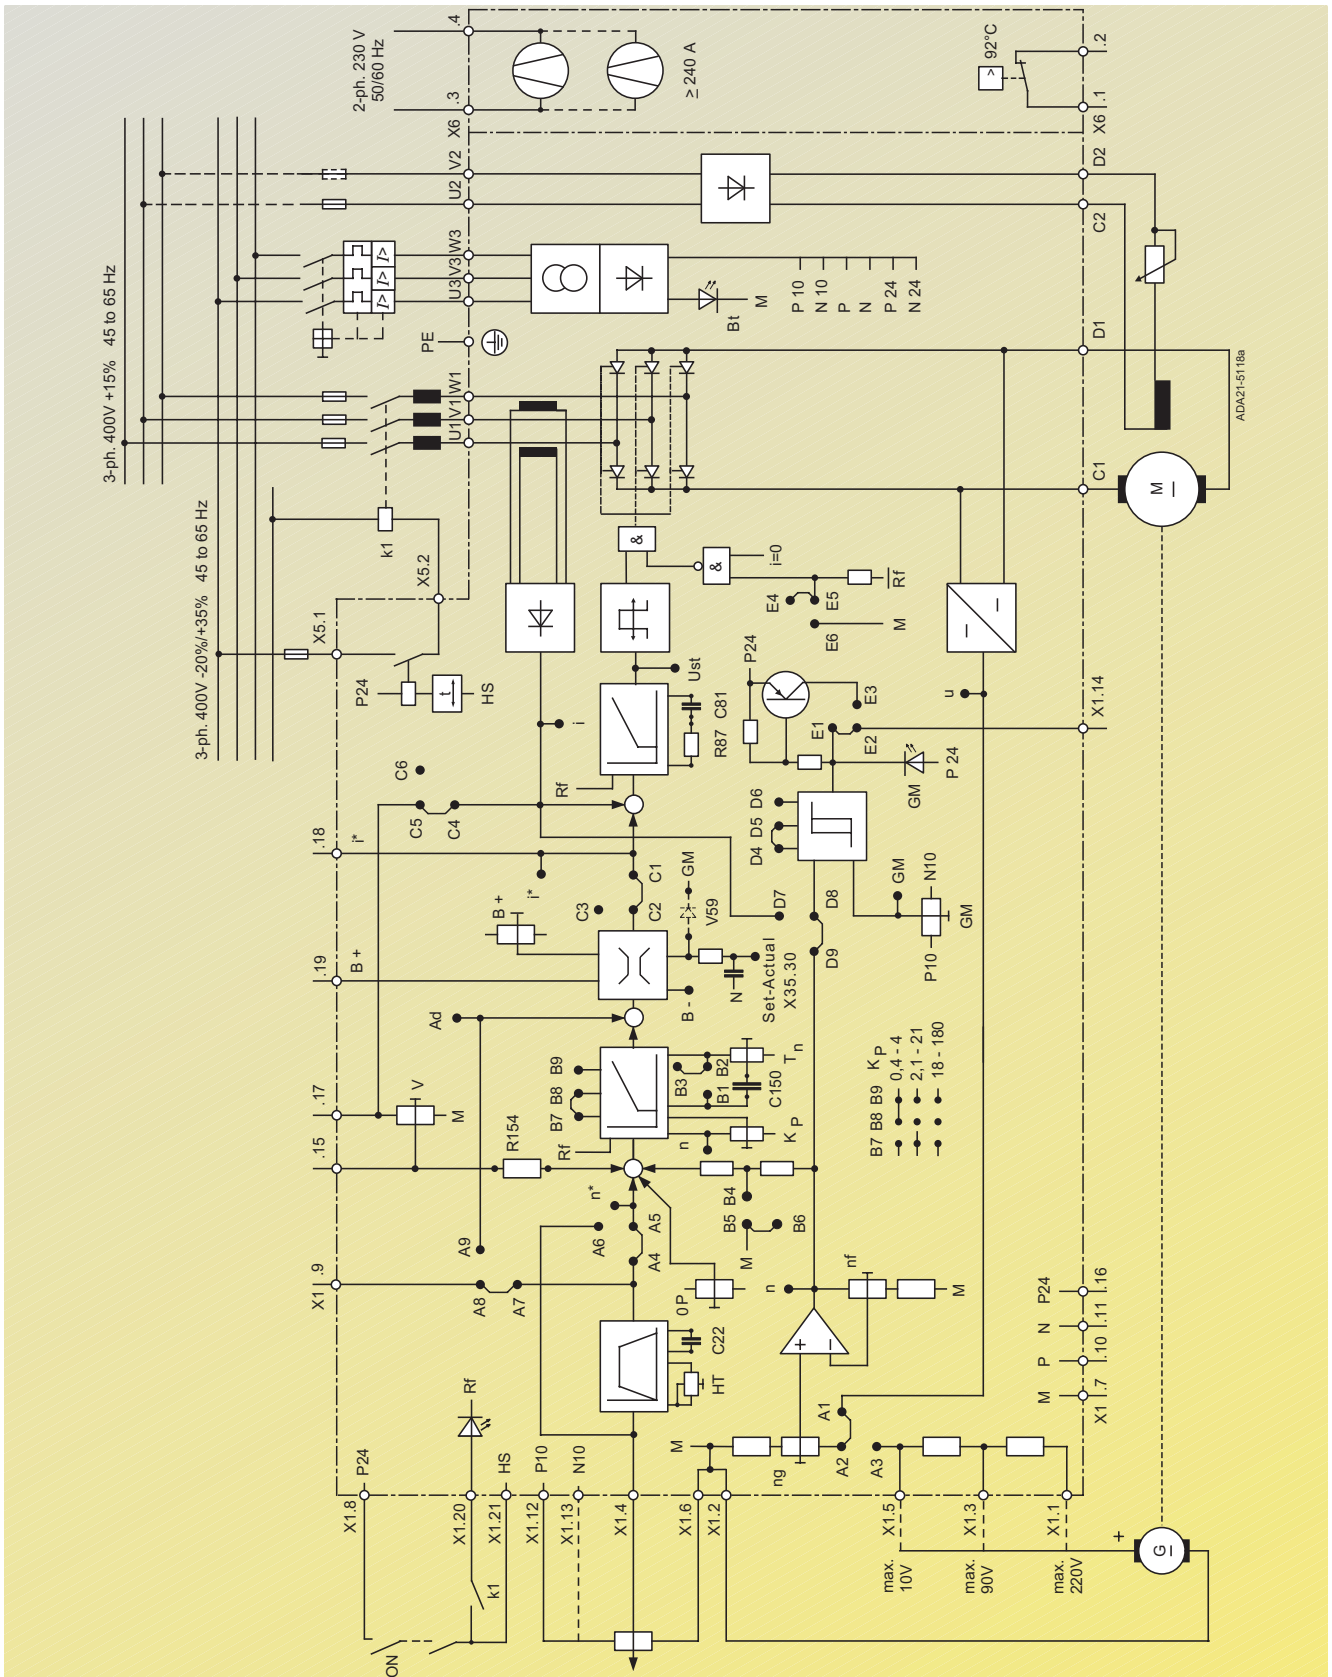 2-ph. 230 V
50/60 Hz
.4
.3
X6
≥ 240 A
> 92°C
.2
.1
X6
V2
U2
D2
C2
3-ph. 400V +15% 45 to 65 Hz
I> I> I>
W3
V3
U3
P 10
N 10
P
N
P 24
N 24
Bt
M
PE
D1
ADA21-5118a
W1
V1
U1
C1
M
3-ph. 400V -20%/+35% 45 to 65 Hz
k1
X5.2
X5.1
P24
t
HS
&
&
i=0
Rf
E4
E5
E6
M
Ust
i
R87
C81
Rf
P24
E3
E1
E2
u
X1.14
GM
P 24
C6
C5
C4
.18
i*
i*
C1
C2
C3
GM
V59
D7
D6
D5
D4
D8
D9
GM
N10
P10
GM
.19
B +
B +
B -
N
Set-Actual
X35.30
Ad
.17
V
M
.15
R154
B9
B8
B7
Rf
B3
B2
B1
C150
Tn
n
KP
B7 B8 B9 KP
0,4 - 4
2,1 - 21
18 - 180
n*
A6
A5
A4
A9
B4
B5
B6
M
X1
.9
A8
A7
0P
n
nf
M
C22
HT
+
–
P24
.16
N
.11
P
.10
M
.7
X1
Rf
M
ng
A1
A2
A3
P24
HS
P10
N10
X1.8
X1.20
X1.21
X1.12
X1.13
X1.4
X1.6
X1.2
X1.5
X1.3
X1.1
k1
ON
max.
10V
max.
90V
max.
220V
+
G